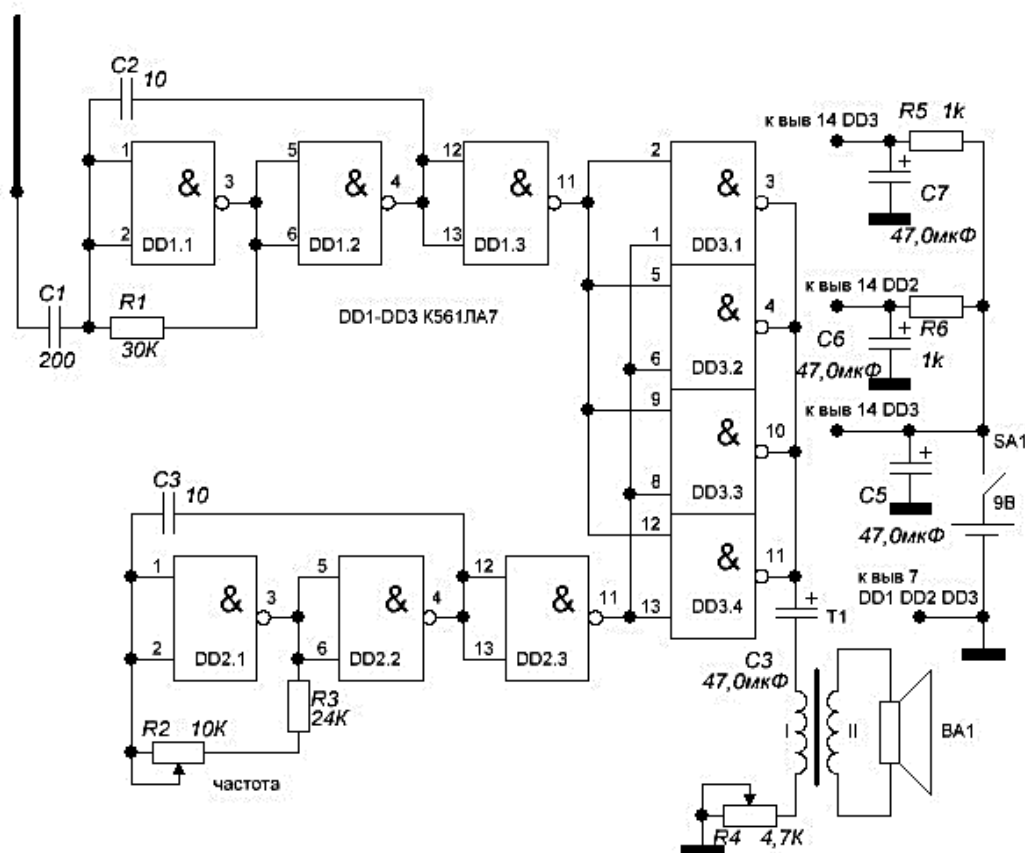 C2 10
1
2
&
3
DD1.1
5
6
&
4
DD1.2
12
13
&
11
DD1.3
C1
200
R1
30К
DD1-DD3 К561ЛА7
2
1
&
3
DD3.1
5
6
&
4
DD3.2
9
8
&
10
DD3.3
12
13
&
11
DD3.4
C3 10
1
2
&
3
DD2.1
5
6
&
4
DD2.2
12
13
&
11
DD2.3
R2 10К
частота
R3
24К
к выв 14 DD3
R5 1k
+
C7
47,0мкФ
к выв 14 DD2
R6
1k
+
C6
47,0мкФ
к выв 14 DD3
+
C5
47,0мкФ
SA1
9В
к выв 7
DD1 DD2 DD3
+
T1
C3
47,0мкФ
I
II
BA1
R4 4,7К